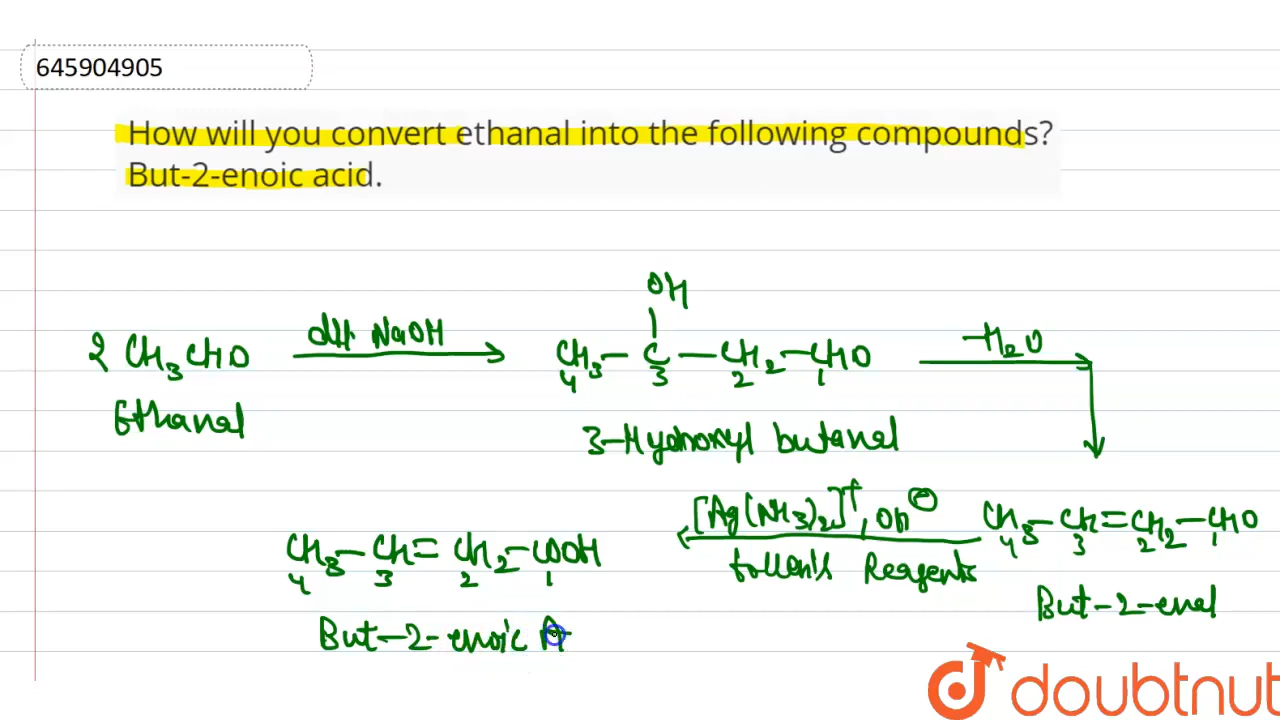 645904905
How will you convert ethanal into the following compounds?
But-2-enoic acid.
OH
2 CH3CHO dil. NaOH CH3-C-CH2-CHO -H2O
4 3 2 1
Ethanal
3-Hydroxyl butanal
[Ag(NH3)2]+, OH⊖
CH3-CH=CH2-COOH Tollen's Reagents CH3-CH=CH2-CHO
4 3 2 1 4 3 2 1
But-2-enoic A But-2-enal
doubtnut